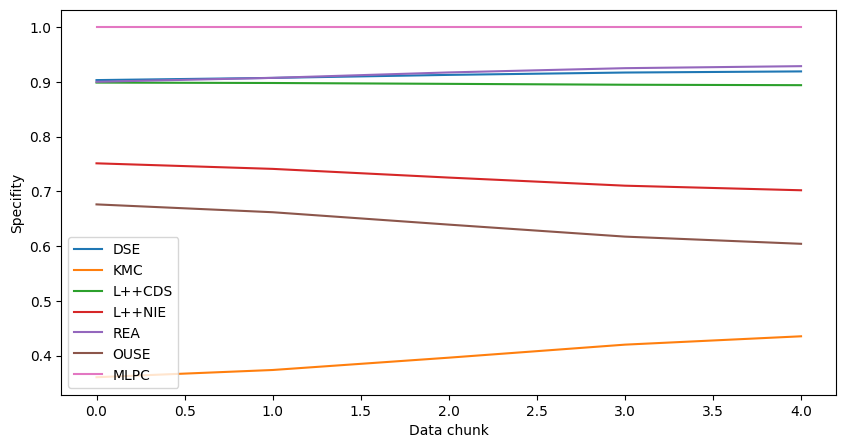 1.0
0.9
0.8
0.7
0.6
0.5
0.4
Specifity
DSE
KMC
L++CDS
L++NIE
REA
OUSE
MLPC
0.0 0.5 1.0 1.5 2.0 2.5 3.0 3.5 4.0
Data chunk